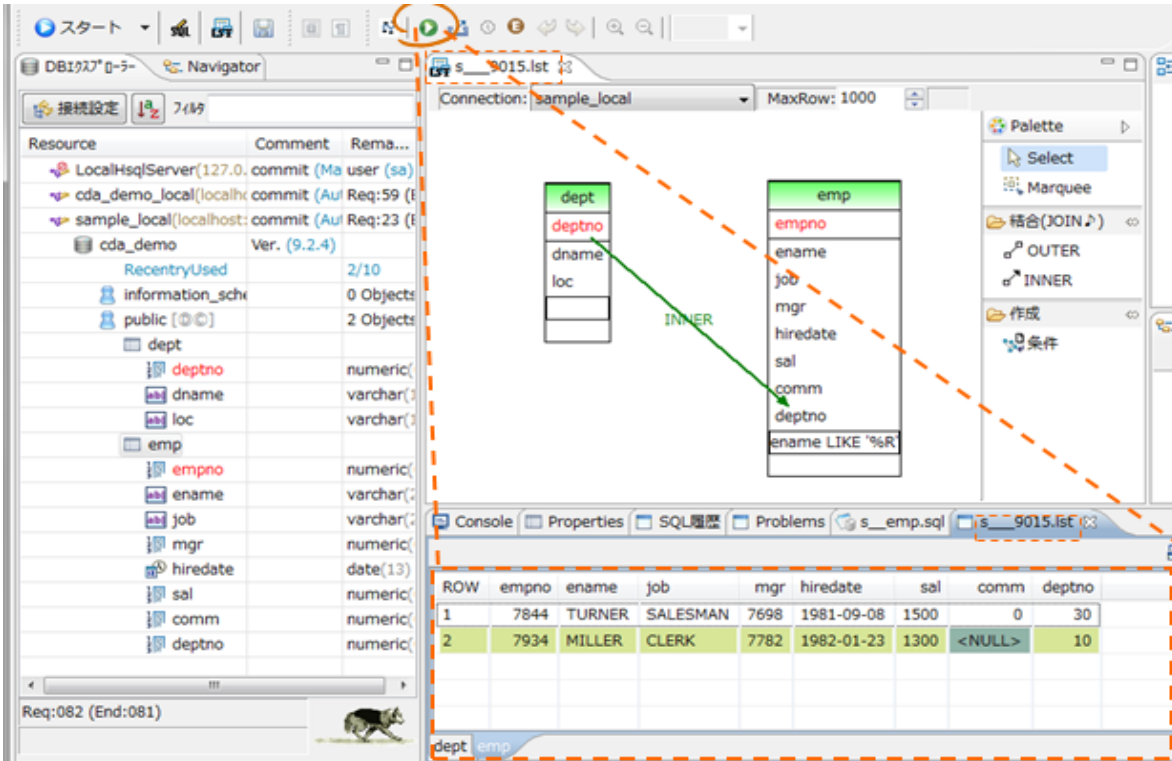 スタート
DBｴｸｽﾌﾟﾛｰﾗｰ
Navigator
接続設定
ﾌｨﾙﾀ
Resource Comment Rema...
LocalHsqlServer(127.0. commit (Ma user (sa)
cda_demo_local(localho commit (Aut Req:59 (E
sample_local(localhost: commit (Aut Req:23 (E
cda_demo Ver. (9.2.4)
RecentryUsed 2/10
information_sche 0 Objects
public [ⓄⒸ] 2 Objects
dept
deptno numeric(
dname varchar(1
loc varchar(1
emp
empno numeric(
ename varchar(2
job varchar(2
mgr numeric(
hiredate date(13)
sal numeric(
comm numeric(
deptno numeric(
Req:082 (End:081)
s___9015.lst
Connection: sample_local MaxRow: 1000
dept
deptno
dname
loc
INNER
emp
empno
ename
job
mgr
hiredate
sal
comm
deptno
ename LIKE '%R'
Palette
Select
Marquee
結合(JOIN♪)
OUTER
INNER
作成
条件
Console Properties SQL履歴 Problems s__emp.sql s___9015.lst
ROW empno ename job mgr hiredate sal comm deptno
1 7844 TURNER SALESMAN 7698 1981-09-08 1500 0 30
2 7934 MILLER CLERK 7782 1982-01-23 1300 <NULL> 10
dept emp